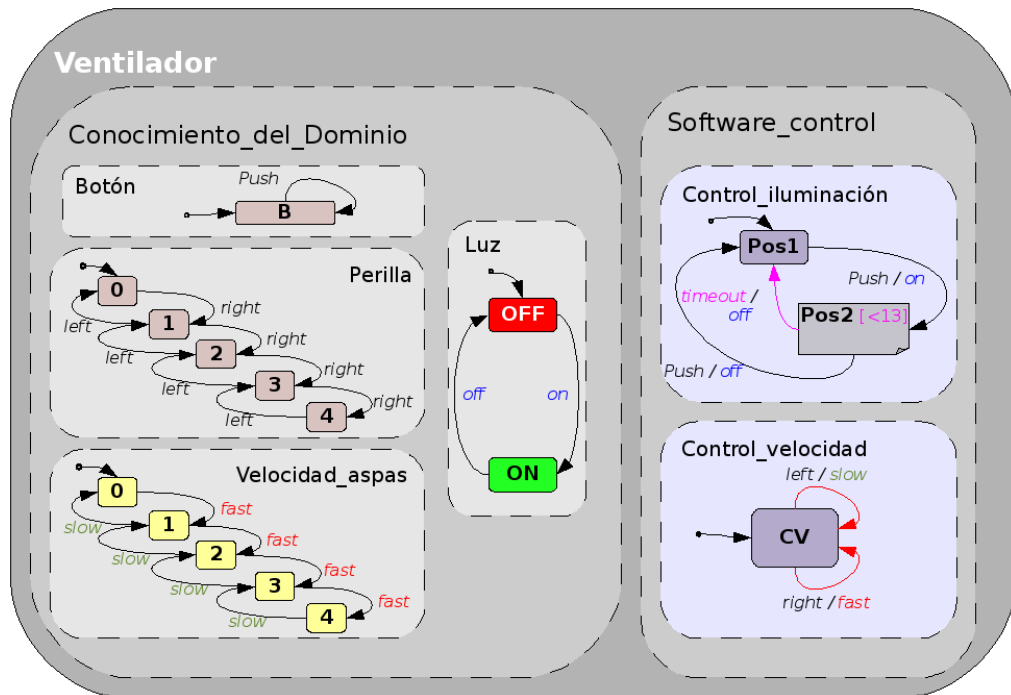 Ventilador
Conocimiento_del_Dominio
Botón
Push
B
Perilla
0
right
left
1
right
left
2
right
left
3
right
left
4
Velocidad_aspas
0
fast
slow
1
fast
slow
2
fast
slow
3
fast
slow
4
Luz
OFF
off
on
ON
Software_control
Control_iluminación
Pos1
Push / on
timeout /
off
Pos2 [<13]
Push / off
Control_velocidad
left / slow
CV
right / fast